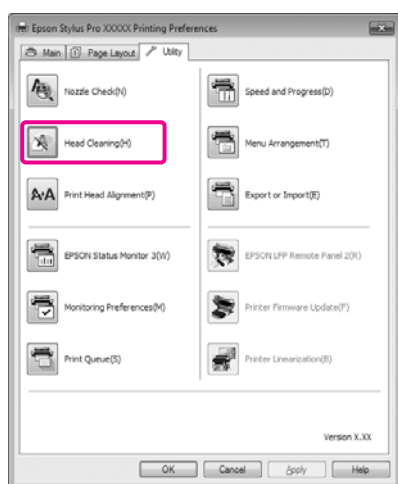 Epson Stylus Pro XXXXX Printing Preferences
Main
Page Layout
Utility
Nozzle Check(N)
Speed and Progress(D)
Head Cleaning(H)
Menu Arrangement(T)
Print Head Alignment(P)
Export or Import(E)
EPSON Status Monitor 3(W)
EPSON LFP Remote Panel 2(R)
Monitoring Preferences(M)
Printer Firmware Update(F)
Print Queue(S)
Printer Linearization(B)
Version X.XX
OK
Cancel
Apply
Help